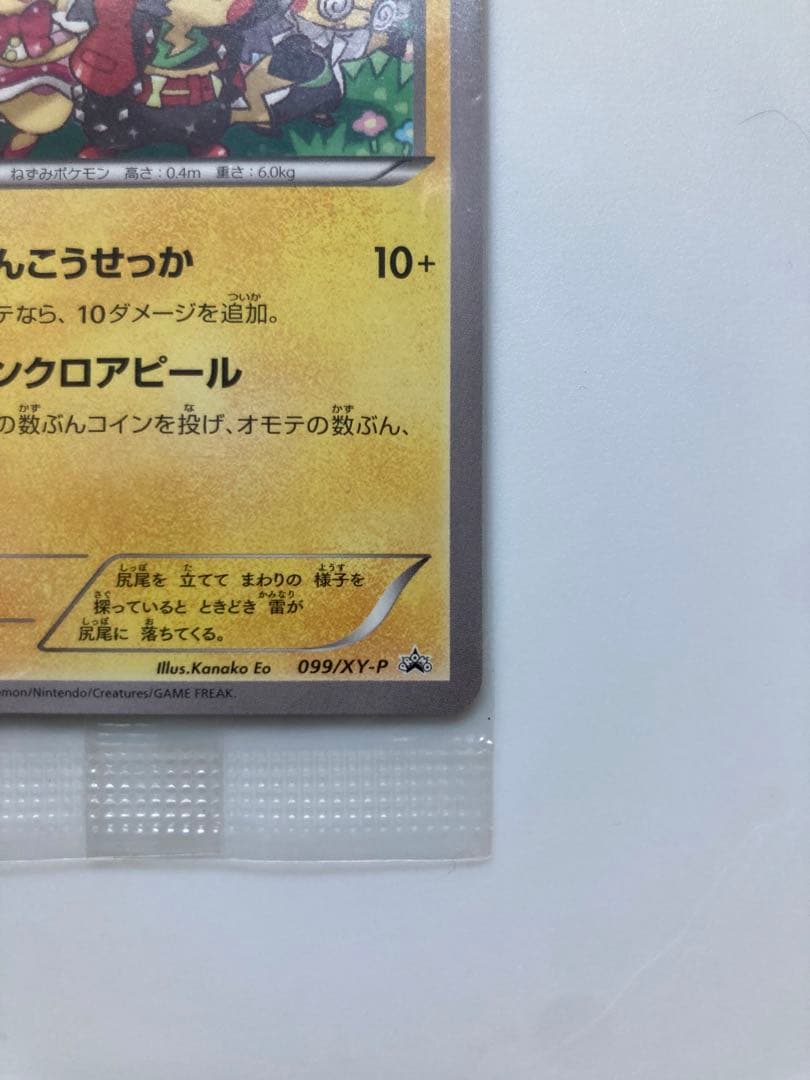 ねずみポケモン 高さ：0.4m 重さ：6.0kg
んこうせっか 10+
テなら、10ダメージを追加。
ンクロアピール
の数ぶんコインを投げ、オモテの数ぶん、
尻尾を 立てて まわりの 様子を
探っていると ときどき 雷が
尻尾に 落ちてくる。
Illus.Kanako Eo 099/XY-P
mon/Nintendo/Creatures/GAME FREAK.